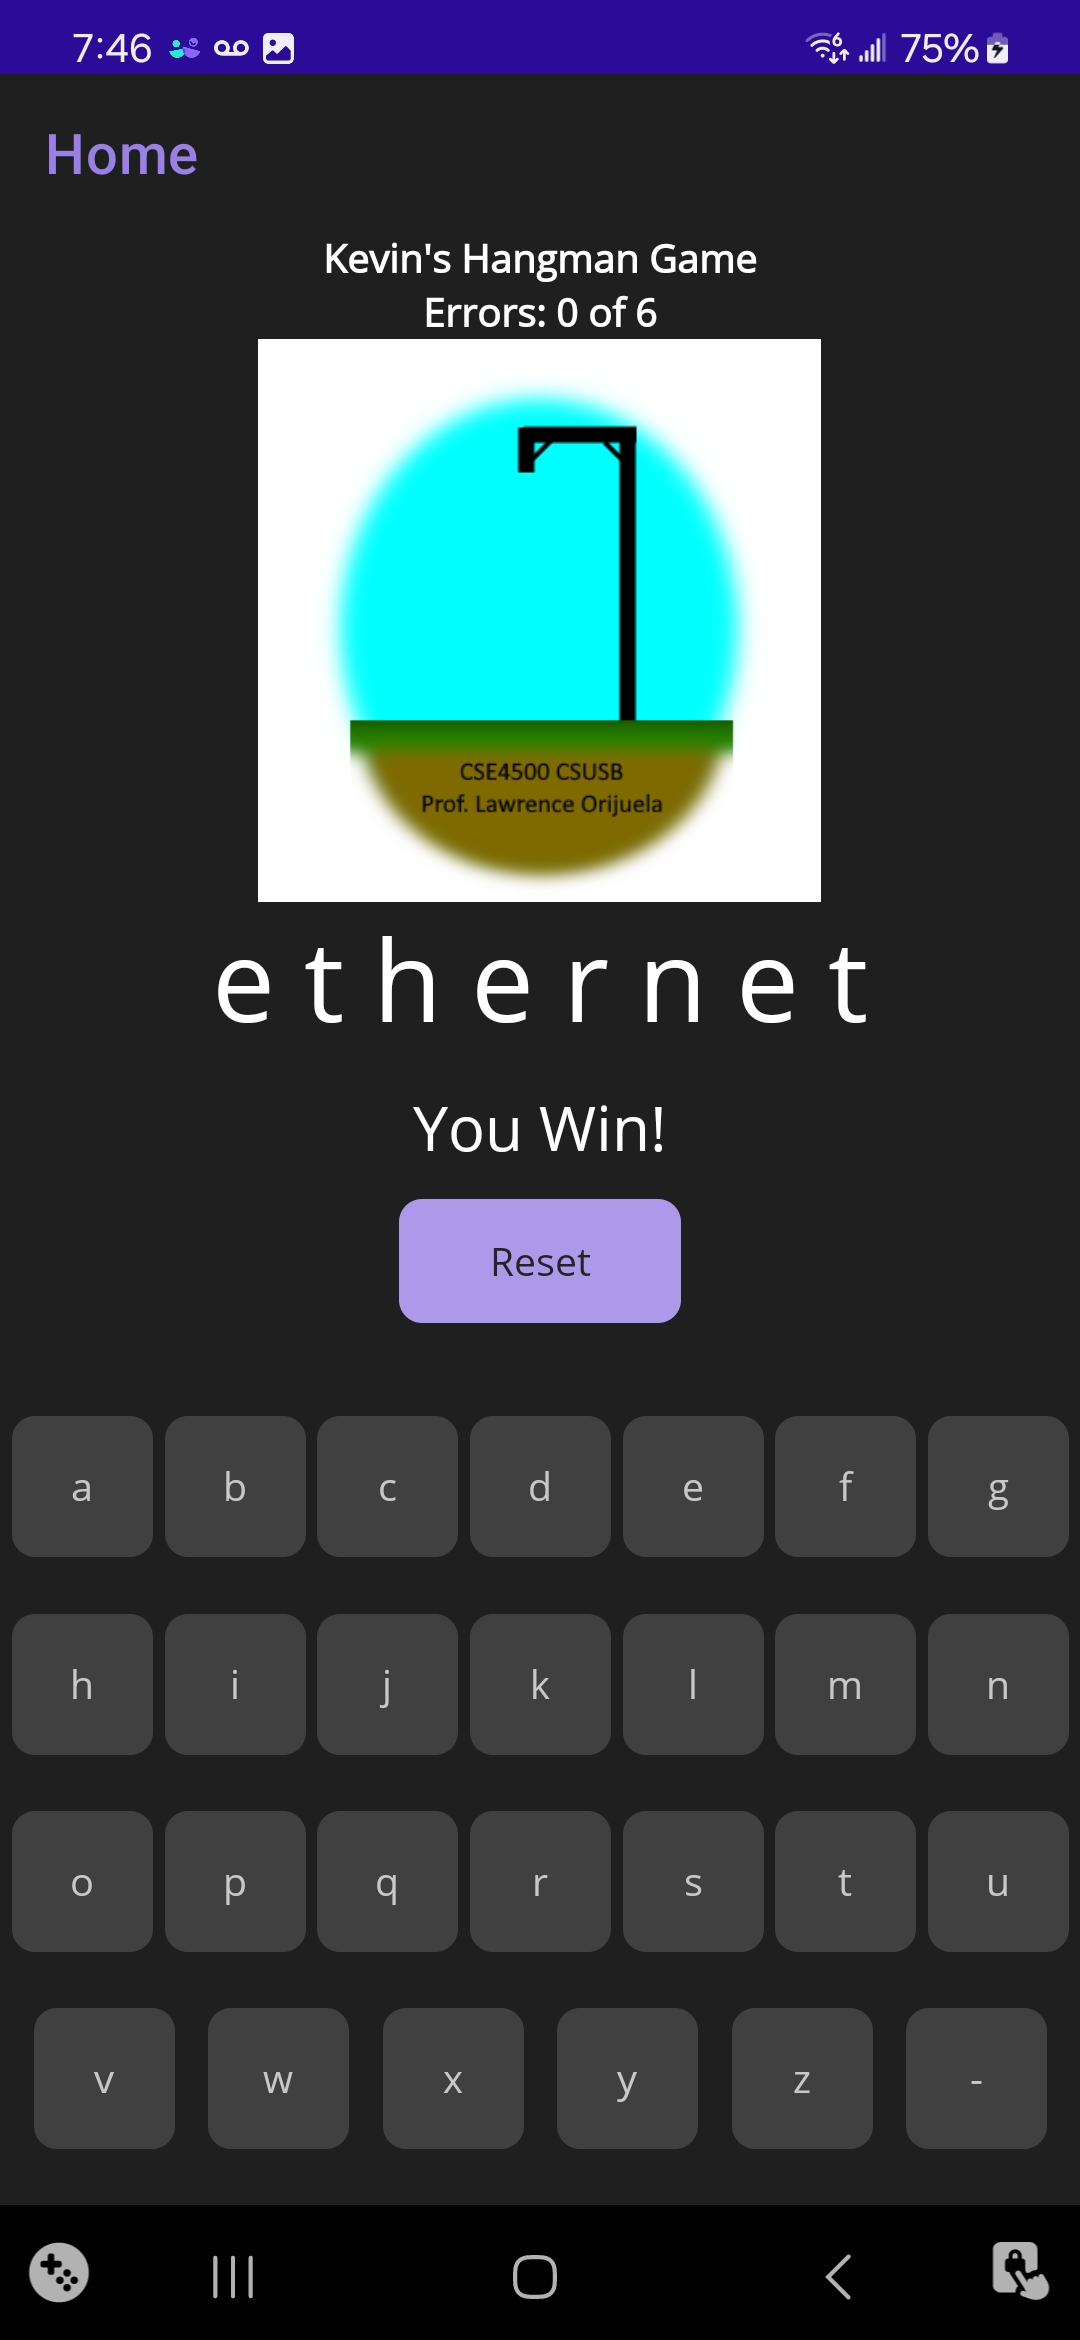 7:46 6 75%
Home
Kevin's Hangman Game
Errors: 0 of 6
CSE4500 CSUSB
Prof. Lawrence Orijuela
e t h e r n e t
You Win!
Reset
a b c d e f g
h i j k l m n
o p q r s t u
v w x y z -